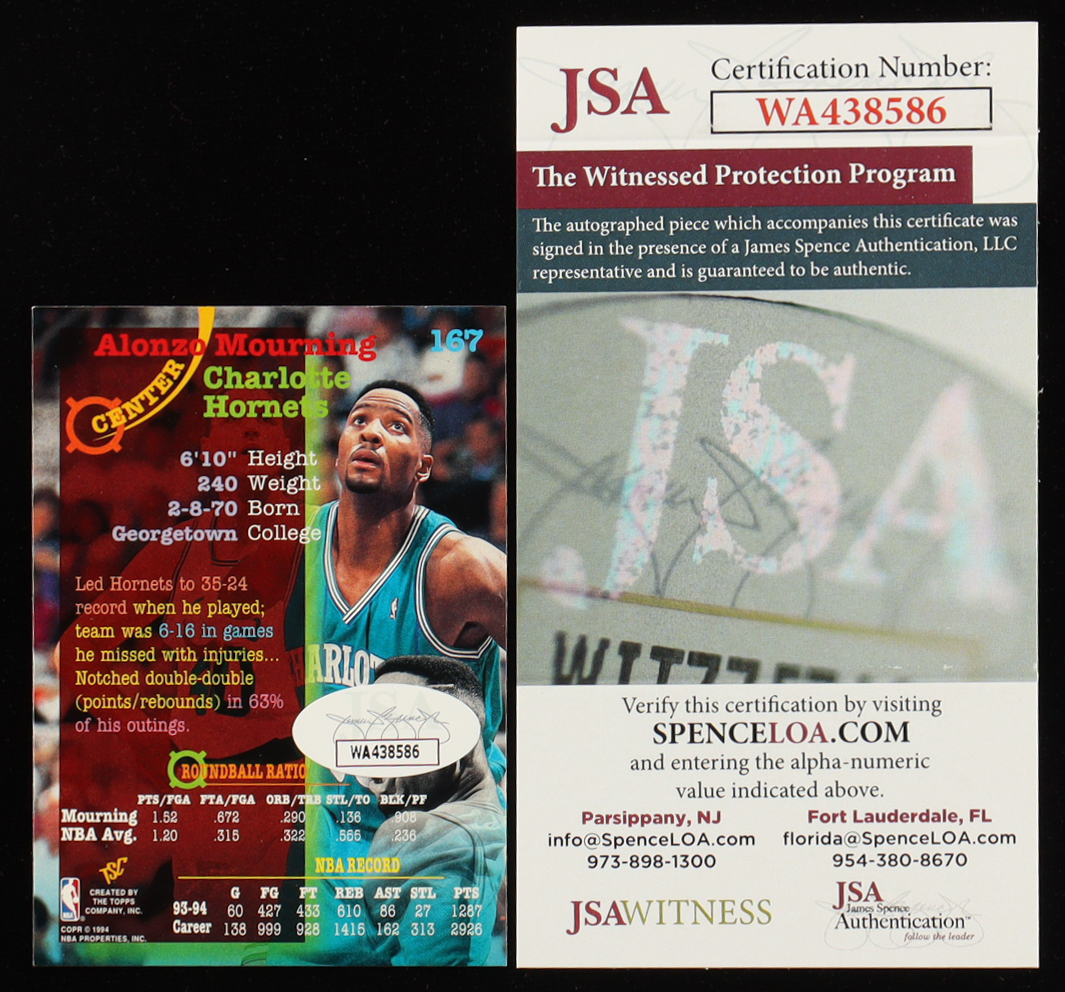 Alonzo Mourning 167
CENTER
Charlotte
Hornets
6'10" Height
240 Weight
2-8-70 Born
Georgetown College
Led Hornets to 35-24
record when he played;
team was 6-16 in games
he missed with injuries...
Notched double-double
(points/rebounds) in 63%
of his outings.
JSA
WA438586
PTS/FGA FTA/FGA ORB/TRB STL/TO BLK/PF
Mourning 1.52 .672 .290 .136 .908
NBA Avg. 1.20 .315 .322 .565 .236
NBA RECORD
G FG FT REB AST STL PTS
93-94 60 427 433 610 86 27 1287
Career 138 999 928 1415 162 313 2926
TSC
CREATED BY
THE TOPPS
COMPANY, INC.
COPR © 1994
NBA PROPERTIES, INC.
JSA
Certification Number:
WA438586
The Witnessed Protection Program
The autographed piece which accompanies this certificate was
signed in the presence of a James Spence Authentication, LLC
representative and is guaranteed to be authentic.
JSA
Verify this certification by visiting
SPENCELOA.COM
and entering the alpha-numeric
value indicated above.
Parsippany, NJ
info@SpenceLOA.com
973-898-1300
Fort Lauderdale, FL
florida@SpenceLOA.com
954-380-8670
JSAWITNESS
JSA
James Spence
Authentication™
follow the leader